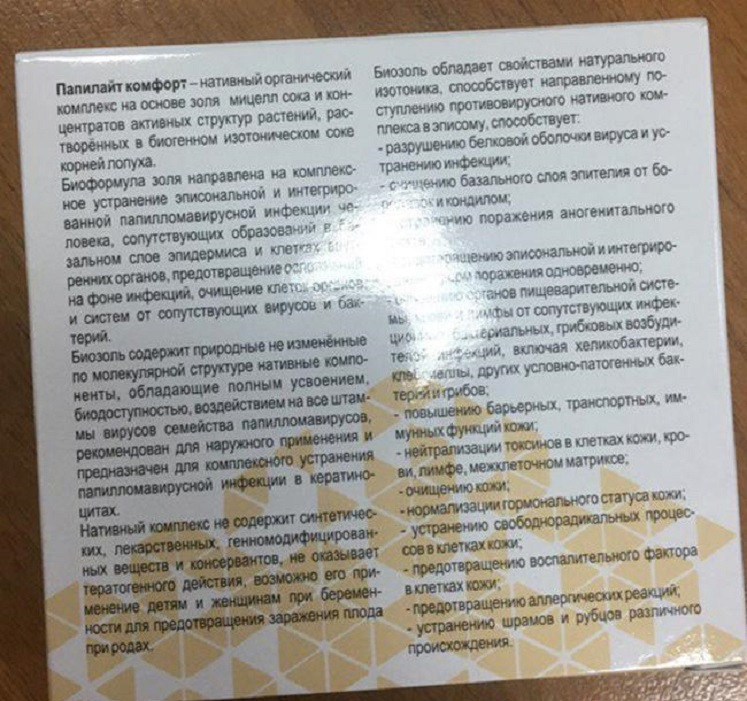 Папилайт комфорт – нативный органический
комплекс на основе золя мицелл сока и кон-
центратов активных структур растений, рас-
творённых в биогенном изотоническом соке
корней лопуха.
Биоформула золя направлена на комплекс-
ное устранение эписональной и интегриро-
ванной папилломавирусной инфекции че-
ловека, сопутствующих образований в ба-
зальном слое эпидермиса и клетках внут-
ренних органов, предотвращение осложнений
на фоне инфекций, очищение клеток органов
и систем от сопутствующих вирусов и бак-
терий.
Биозоль содержит природные не изменённые
по молекулярной структуре нативные компо-
ненты, обладающие полным усвоением,
биодоступностью, воздействием на все штам-
мы вирусов семейства папилломавирусов,
рекомендован для наружного применения и
предназначен для комплексного устранения
папилломавирусной инфекции в кератино-
цитах.
Нативный комплекс не содержит синтетичес-
ких, лекарственных, генномодифицирован-
ных веществ и консервантов, не оказывает
тератогенного действия, возможно его при-
менение детям и женщинам при беремен-
ности для предотвращения заражения плода
при родах.
Биозоль обладает свойствами натурального
изотоника, способствует направленному по-
ступлению противовирусного нативного ком-
плекса в эписому, способствует:
- разрушению белковой оболочки вируса и ус-
транению инфекции;
- очищению базального слоя эпителия от бо-
родавок и кондилом;
поражения аногенитального
эписональной и интегриро-
поражения одновременно;
органов пищеварительной систе-
мы, и лимфы от сопутствующих инфек-
бактериальных, грибковых возбуди-
телей инфекций, включая хеликобактерии,
клебсиеллы, других условно-патогенных бак-
терий и грибов;
- повышению барьерных, транспортных, им-
мунных функций кожи;
- нейтрализации токсинов в клетках кожи, кро-
ви, лимфе, межклеточном матриксе;
- очищению кожи;
- нормализации гормонального статуса кожи;
- устранению свободнорадикальных процес-
сов в клетках кожи;
- предотвращению воспалительного фактора
в клетках кожи;
- предотвращению аллергических реакций;
- устранению шрамов и рубцов различного
происхождения.